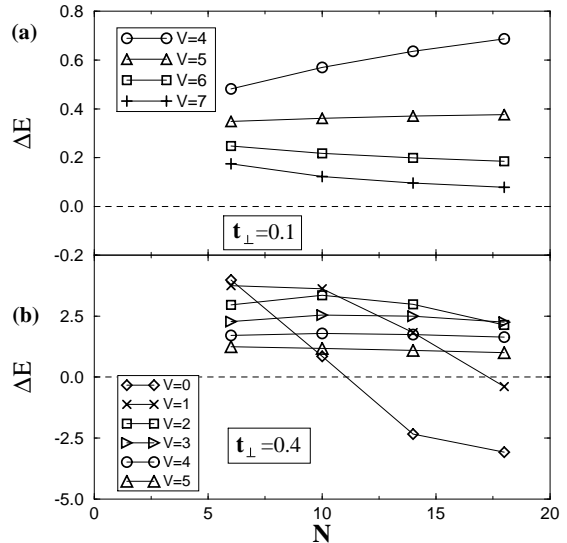 (a)
0.8
0.6
0.4
0.2
0.0
-0.2
ΔE
V=4
V=5
V=6
V=7
t⊥=0.1
(b)
2.5
0.0
-2.5
-5.0
ΔE
V=0
V=1
V=2
V=3
V=4
V=5
t⊥=0.4
0 5 10 15 20
N